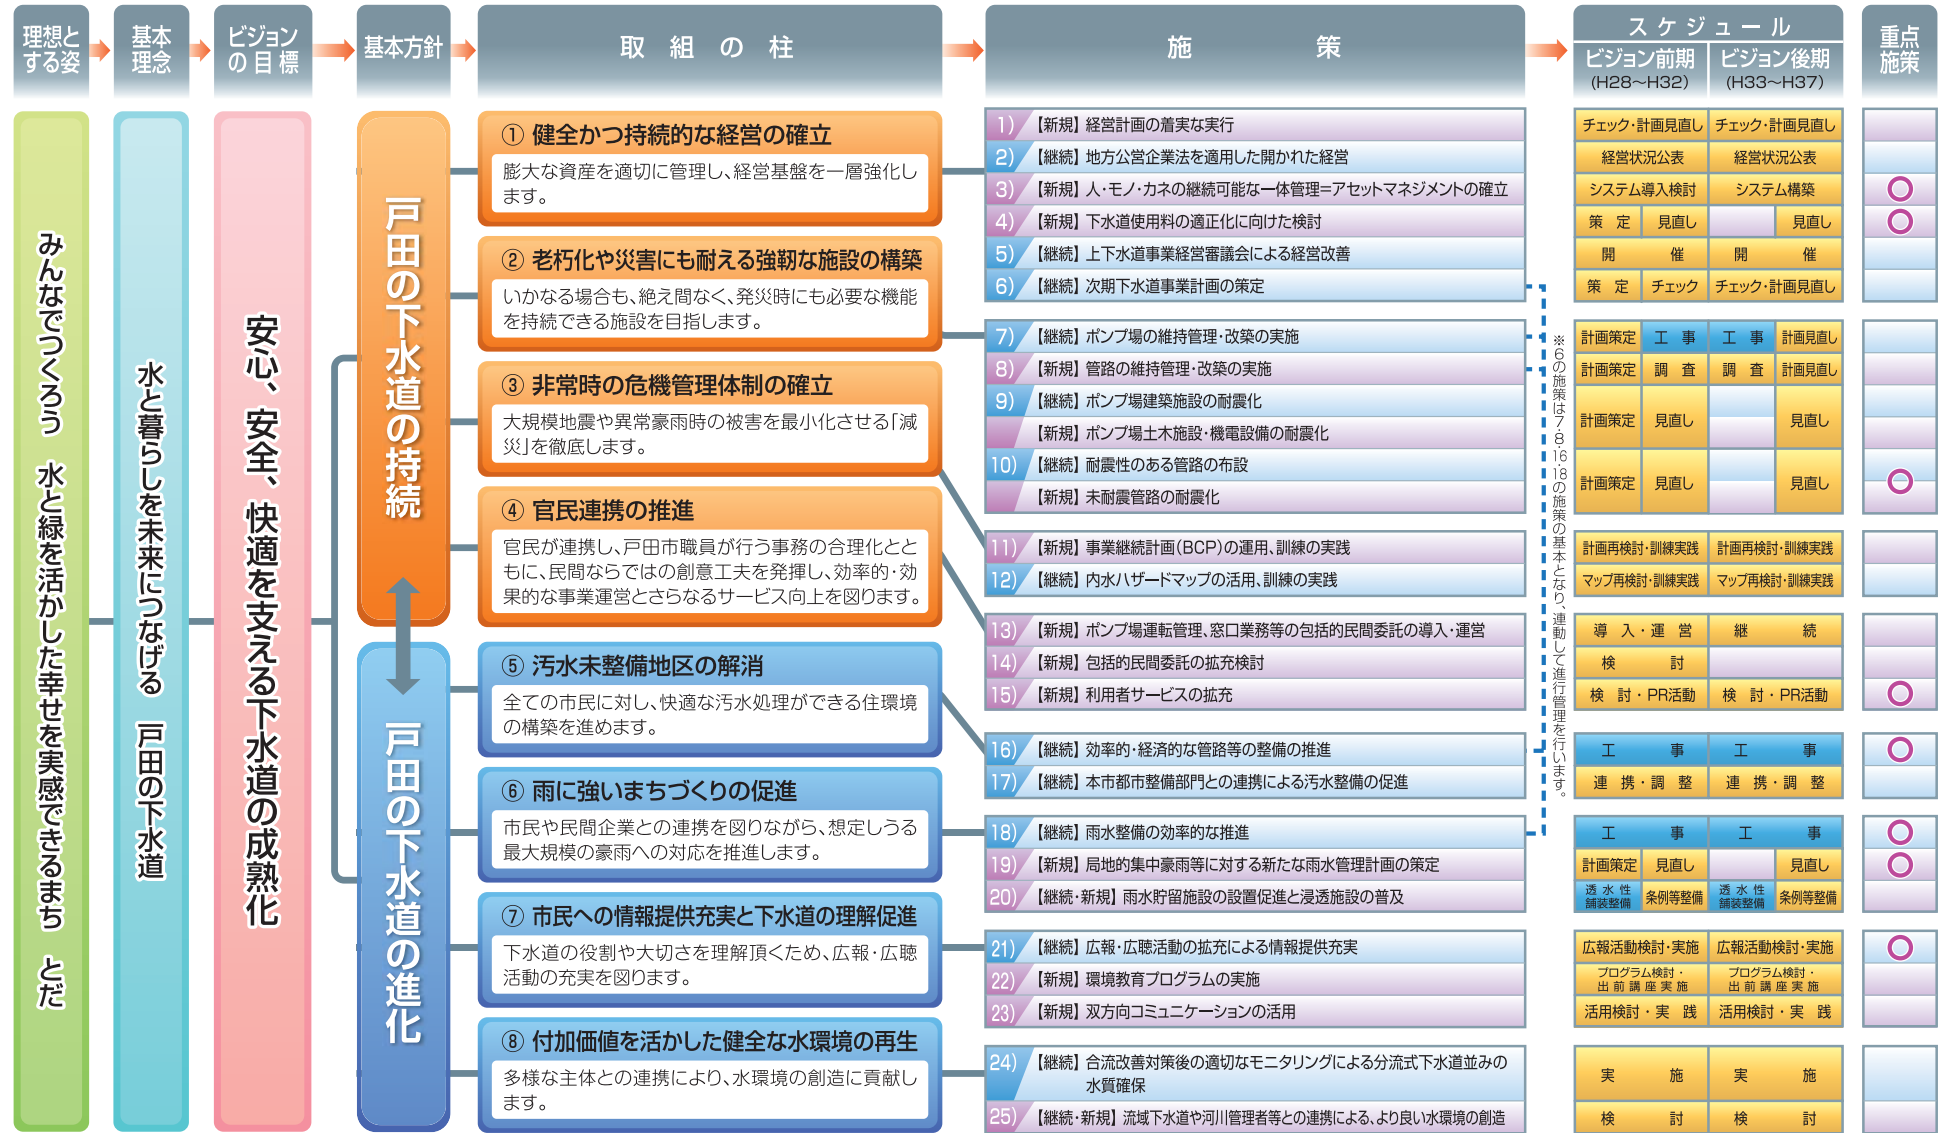 理想と
する姿
基本
理念
ビジョン
の目標
基本方針
取組の柱
施策
スケジュール
ビジョン前期
(H28～H32)
ビジョン後期
(H33～H37)
重点
施策
みんなでつくろう 水と緑を活かした幸せを実感できるまち とだ
水と暮らしを未来につなげる 戸田の下水道
安心、安全、快適を支える下水道の成熟化
戸田の下水道の持続
戸田の下水道の進化
① 健全かつ持続的な経営の確立
膨大な資産を適切に管理し、経営基盤を一層強化し
ます。
② 老朽化や災害にも耐える強靭な施設の構築
いかなる場合も、絶え間なく、発災時にも必要な機能
を持続できる施設を目指します。
③ 非常時の危機管理体制の確立
大規模地震や異常豪雨時の被害を最小化させる「減
災」を徹底します。
④ 官民連携の推進
官民が連携し、戸田市職員が行う事務の合理化とと
もに、民間ならではの創意工夫を発揮し、効率的・効
果的な事業運営とさらなるサービス向上を図ります。
⑤ 汚水未整備地区の解消
全ての市民に対し、快適な汚水処理ができる住環境
の構築を進めます。
⑥ 雨に強いまちづくりの促進
市民や民間企業との連携を図りながら、想定しうる
最大規模の豪雨への対応を推進します。
⑦ 市民への情報提供充実と下水道の理解促進
下水道の役割や大切さを理解頂くため、広報・広聴
活動の充実を図ります。
⑧ 付加価値を活かした健全な水環境の再生
多様な主体との連携により、水環境の創造に貢献し
ます。
1) 【新規】 経営計画の着実な実行 チェック・計画見直し チェック・計画見直し
2) 【継続】 地方公営企業法を適用した開かれた経営 経営状況公表 経営状況公表
3) 【新規】 人・モノ・カネの継続可能な一体管理=アセットマネジメントの確立 システム導入検討 システム構築 ○
4) 【新規】 下水道使用料の適正化に向けた検討 策定 見直し 見直し ○
5) 【継続】 上下水道事業経営審議会による経営改善 開催 開催
6) 【継続】 次期下水道事業計画の策定 策定 チェック チェック・計画見直し
7) 【継続】 ポンプ場の維持管理・改築の実施 計画策定 工事 工事 計画見直し
8) 【新規】 管路の維持管理・改築の実施 計画策定 調査 調査 計画見直し
9) 【継続】 ポンプ場建築施設の耐震化
【新規】 ポンプ場土木施設・機電設備の耐震化
計画策定 見直し 見直し
10) 【継続】 耐震性のある管路の布設
【新規】 未耐震管路の耐震化
計画策定 見直し 見直し ○
11) 【新規】 事業継続計画(BCP)の運用、訓練の実践 計画再検討・訓練実践 計画再検討・訓練実践
12) 【継続】 内水ハザードマップの活用、訓練の実践 マップ再検討・訓練実践 マップ再検討・訓練実践
13) 【新規】 ポンプ場運転管理、窓口業務等の包括的民間委託の導入・運営 導入・運営 継続
14) 【新規】 包括的民間委託の拡充検討 検討
15) 【新規】 利用者サービスの拡充 検討・PR活動 検討・PR活動 ○
16) 【継続】 効率的・経済的な管路等の整備の推進 工事 工事 ○
17) 【継続】 本市都市整備部門との連携による汚水整備の促進 連携・調整 連携・調整
18) 【継続】 雨水整備の効率的な推進 工事 工事 ○
19) 【新規】 局地的集中豪雨等に対する新たな雨水管理計画の策定 計画策定 見直し 見直し ○
20) 【継続・新規】 雨水貯留施設の設置促進と浸透施設の普及 透水性舗装整備 条例等整備 透水性舗装整備 条例等整備
21) 【継続】 広報・広聴活動の拡充による情報提供充実 広報活動検討・実施 広報活動検討・実施 ○
22) 【新規】 環境教育プログラムの実施 プログラム検討・出前講座実施 プログラム検討・出前講座実施
23) 【新規】 双方向コミュニケーションの活用 活用検討・実践 活用検討・実践
24) 【継続】 合流改善対策後の適切なモニタリングによる分流式下水道並みの
水質確保
実施 実施
25) 【継続・新規】 流域下水道や河川管理者等との連携による、より良い水環境の創造 検討 検討
※6の施策は7・8・16・18の施策の基本となり、連動して進行管理を行います。